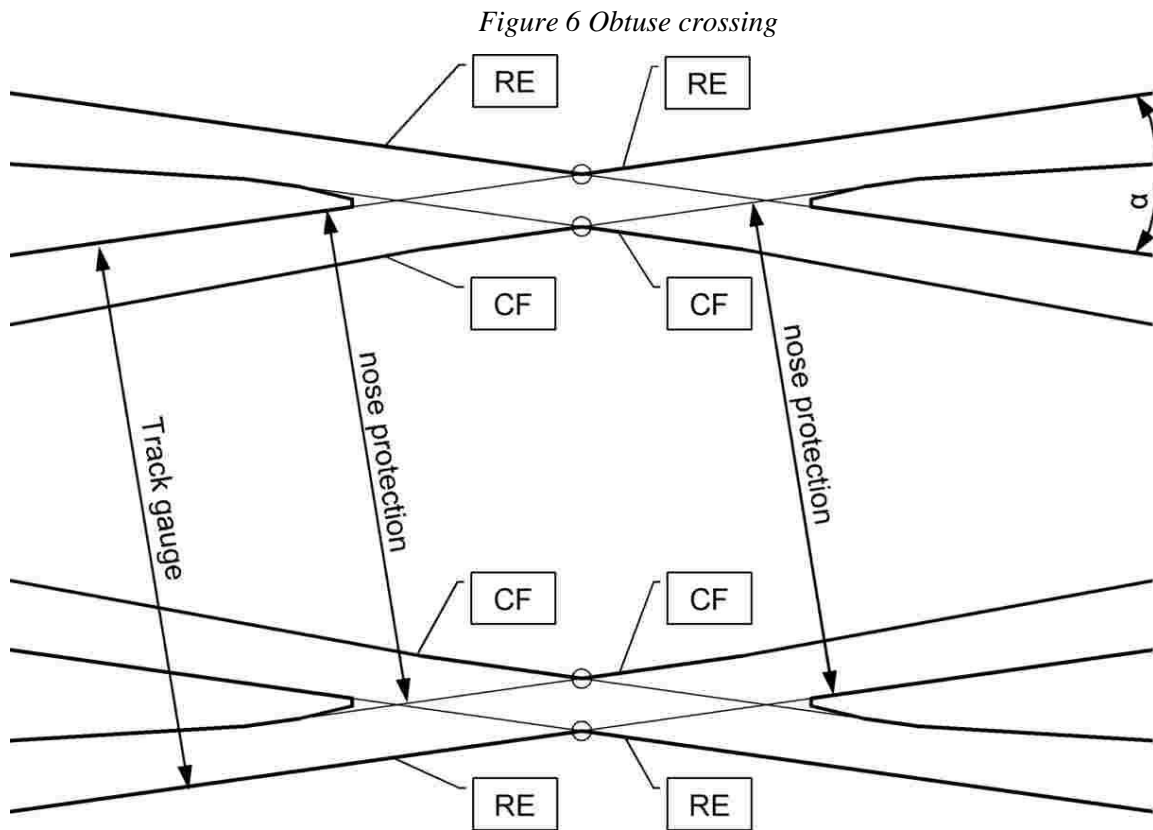 Figure 6 Obtuse crossing
RE
RE
α
CF
CF
nose protection
nose protection
Track gauge
CF
CF
RE
RE